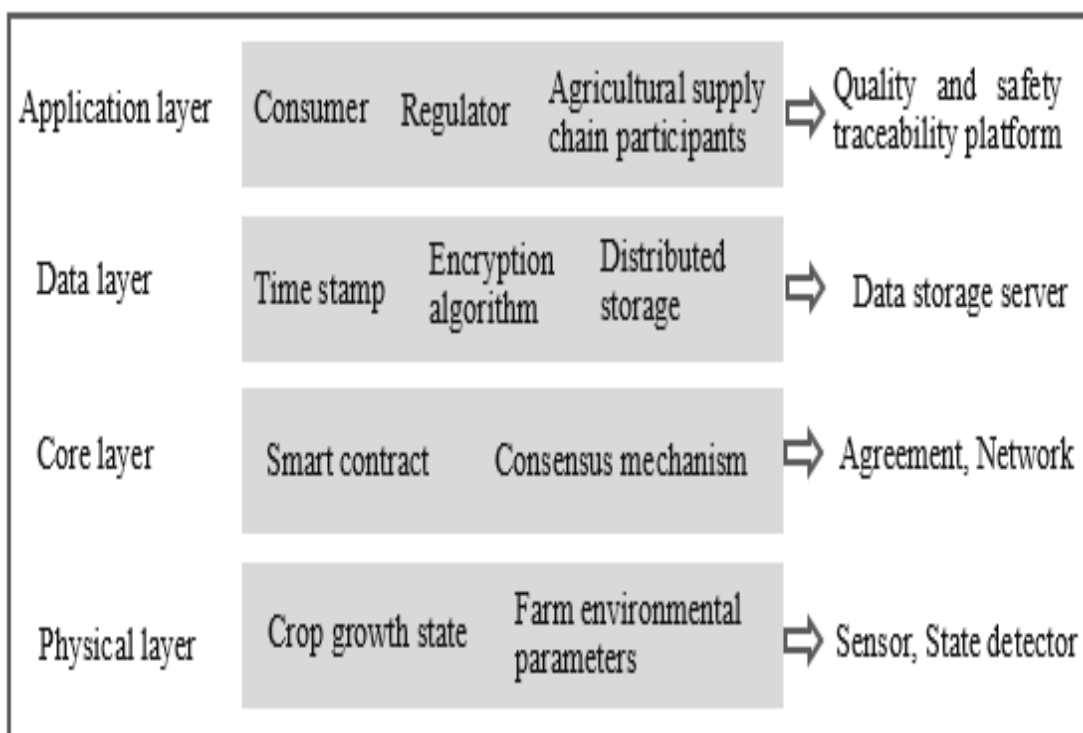 Application layer
Consumer
Regulator
Agricultural supply
chain participants
Quality and safety
traceability platform
Data layer
Time stamp
Encryption
algorithm
Distributed
storage
Data storage server
Core layer
Smart contract
Consensus mechanism
Agreement, Network
Physical layer
Crop growth state
Farm environmental
parameters
Sensor, State detector